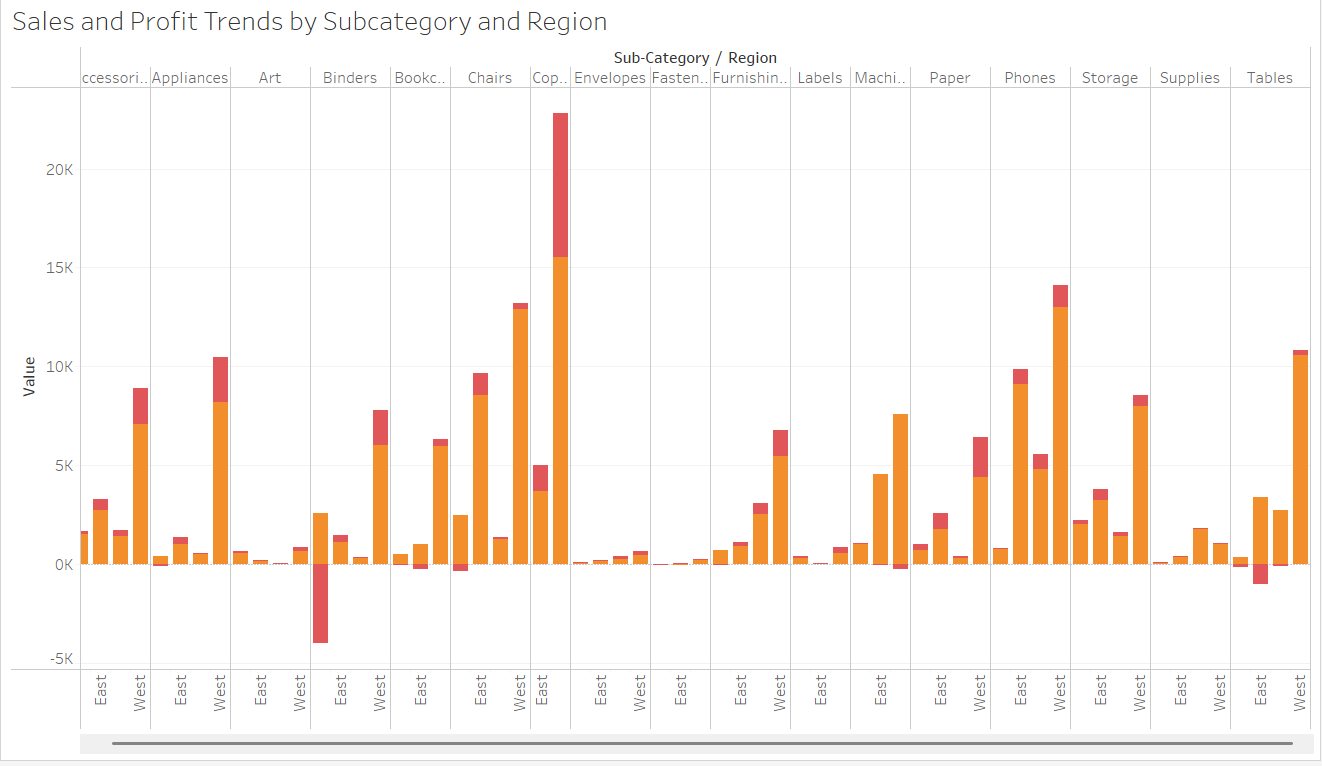 Sales and Profit Trends by Subcategory and Region
Sub-Category / Region
ccessori.. Appliances Art Binders Bookc.. Chairs Cop.. Envelopes Fasten.. Furnishin.. Labels Machi.. Paper Phones Storage Supplies Tables
Value
20K
15K
10K
5K
0K
-5K
East West East West East West East West East East West East East West East East West East East East West East West East West East West East West